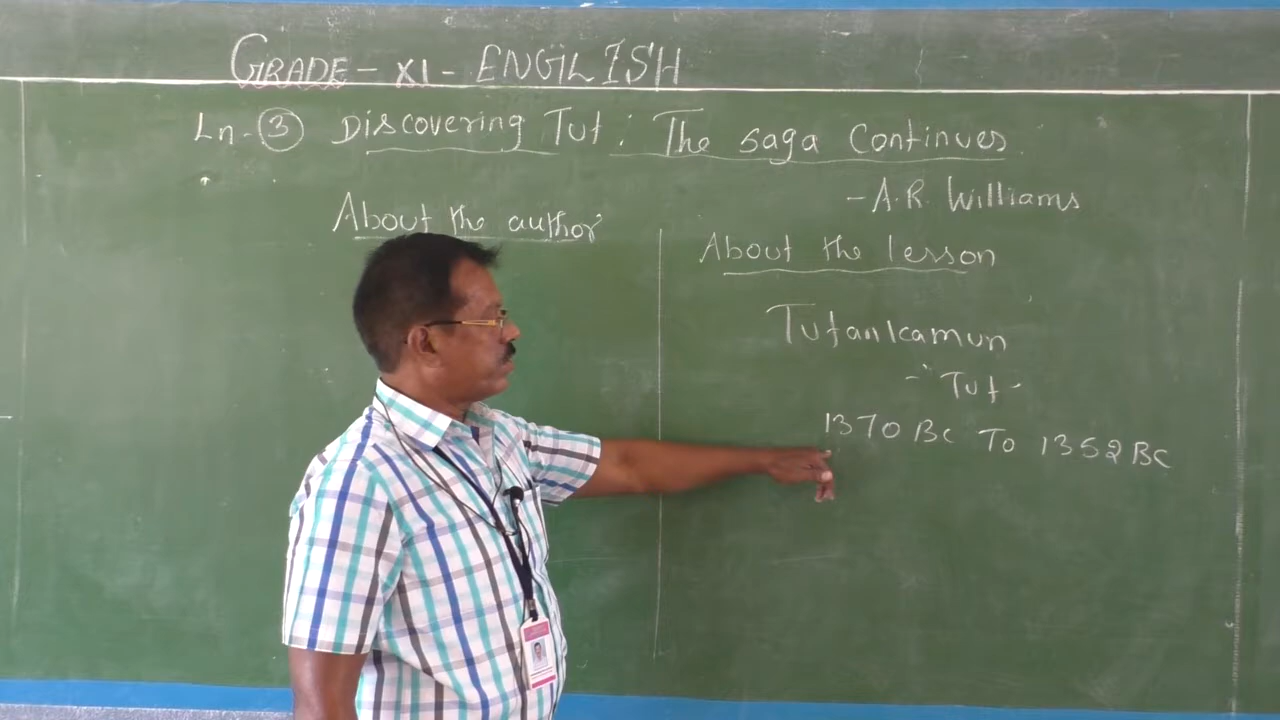 GRADE - XI - ENGLISH
Ln - 3 Discovering Tut : The saga Continues
- A.R. Williams
About the author
About the lesson
Tutankamun
- Tut -
1370 BC To 1352 BC